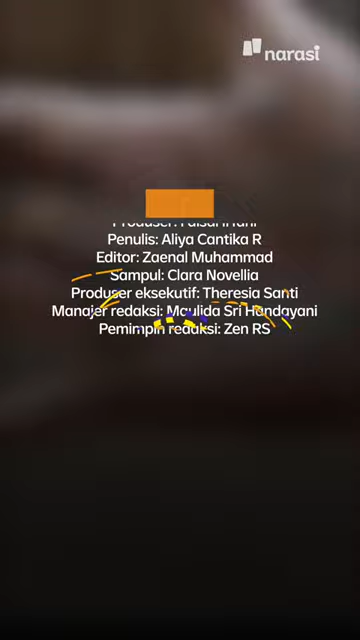 narasi
Penulis: Aliya Cantika R
Editor: Zaenal Muhammad
Sampul: Clara Novellia
Produser eksekutif: Theresia Santi
Manajer redaksi: Maulida Sri Handayani
Pemimpin redaksi: Zen RS